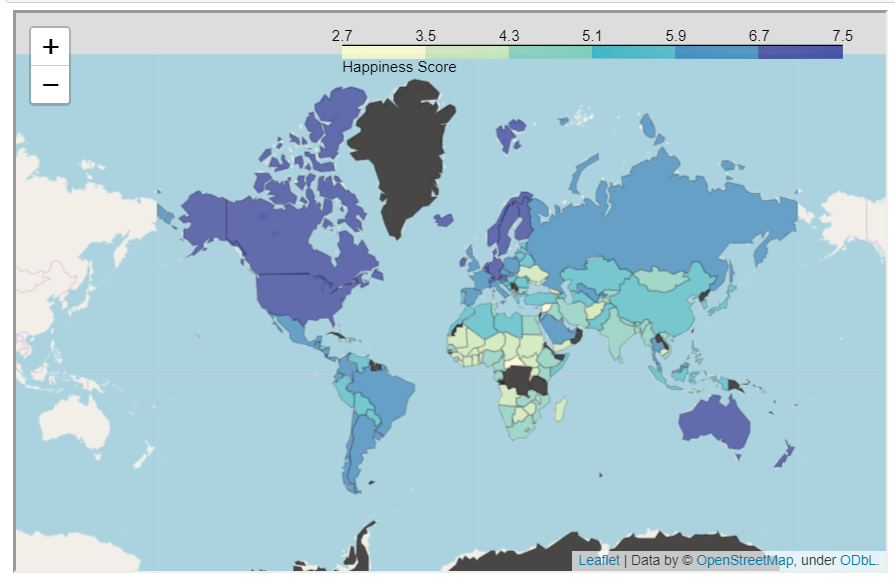 +
−
2.7 3.5 4.3 5.1 5.9 6.7 7.5
Happiness Score
Leaflet | Data by © OpenStreetMap, under ODbL.